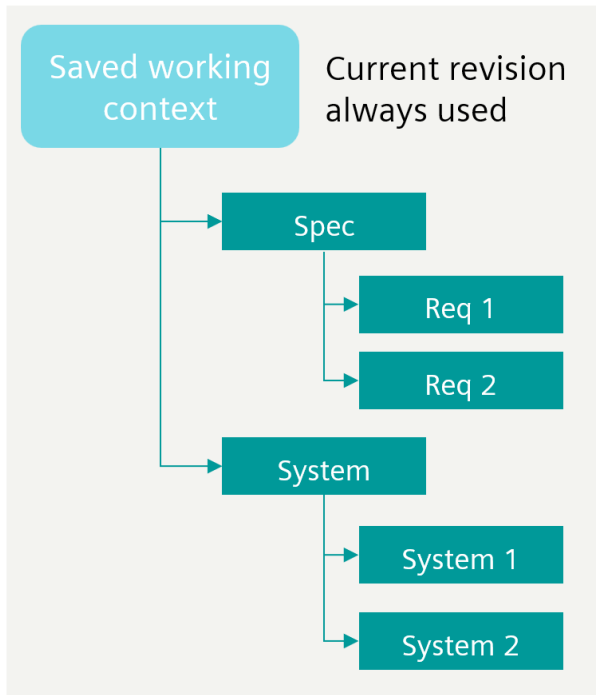 Saved working
context
Current revision
always used
Spec
Req 1
Req 2
System
System 1
System 2